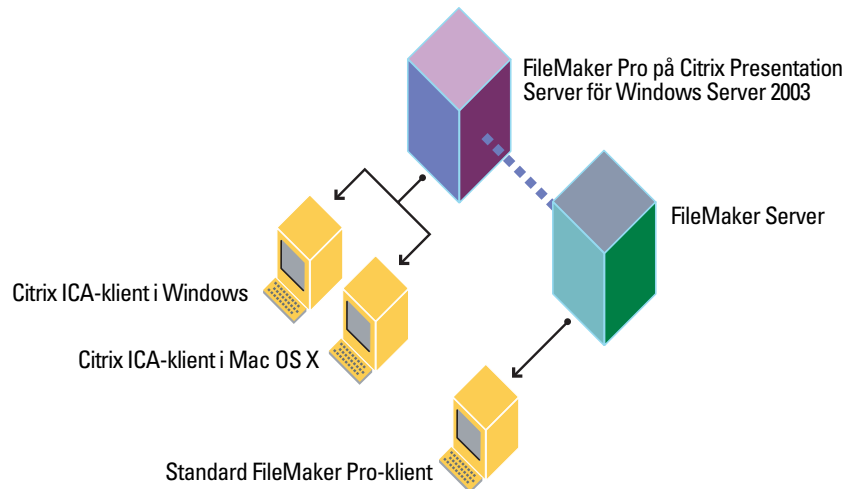 FileMaker Pro på Citrix Presentation
Server för Windows Server 2003
FileMaker Server
Citrix ICA-klient i Windows
Citrix ICA-klient i Mac OS X
Standard FileMaker Pro-klient